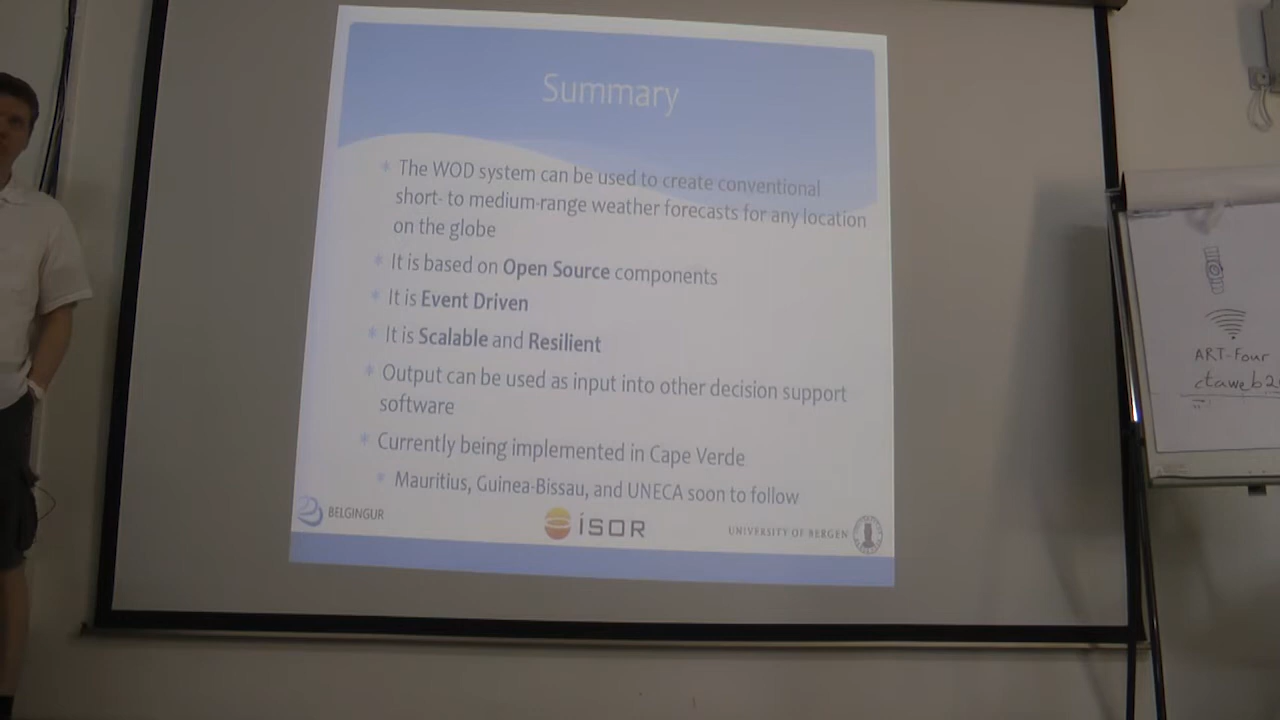 Summary
* The WOD system can be used to create conventional
short- to medium-range weather forecasts for any location
on the globe
* It is based on Open Source components
* It is Event Driven
* It is Scalable and Resilient
* Output can be used as input into other decision support
software
* Currently being implemented in Cape Verde
* Mauritius, Guinea-Bissau, and UNECA soon to follow
BELGINGUR
ÍSOR
UNIVERSITY OF BERGEN
ART-Four
ctaweb2